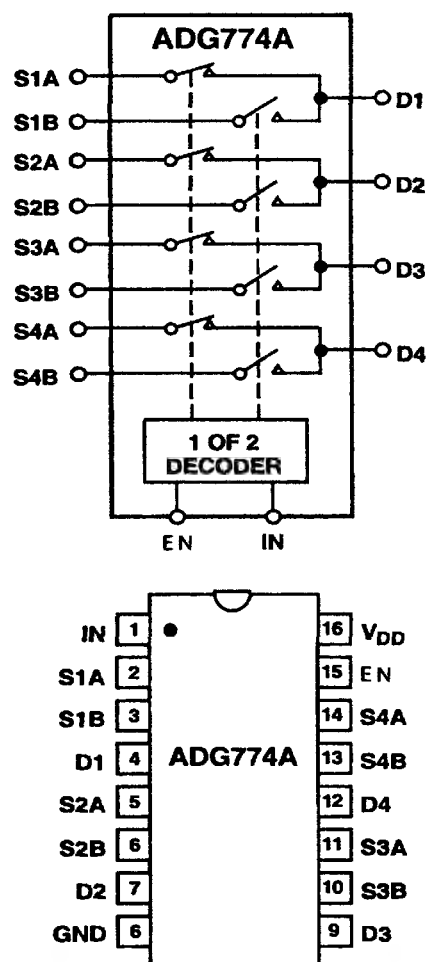 ADG774A
S1A
D1
S1B
S2A
D2
S2B
S3A
D3
S3B
S4A
D4
S4B
1 OF 2
DECODER
EN IN
IN 1 16 VDD
S1A 2 15 EN
S1B 3 14 S4A
D1 4 ADG774A 13 S4B
S2A 5 12 D4
S2B 6 11 S3A
D2 7 10 S3B
GND 6 9 D3